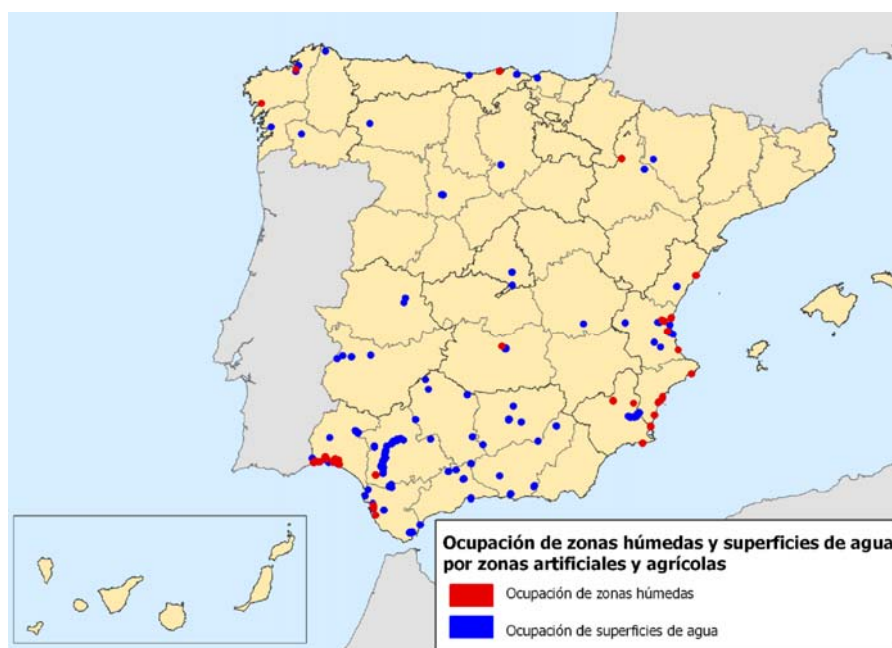 Ocupación de zonas húmedas y superficies de agua
por zonas artificiales y agrícolas
Ocupación de zonas húmedas
Ocupación de superficies de agua